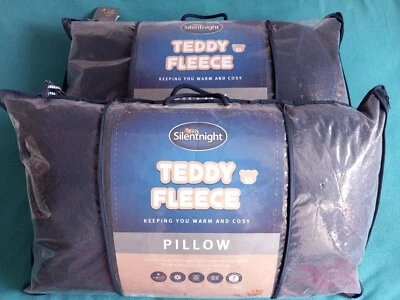 Silentnight
TEDDY
FLEECE
KEEPING YOU WARM AND COSY
Silentnight
TEDDY
FLEECE
KEEPING YOU WARM AND COSY
PILLOW